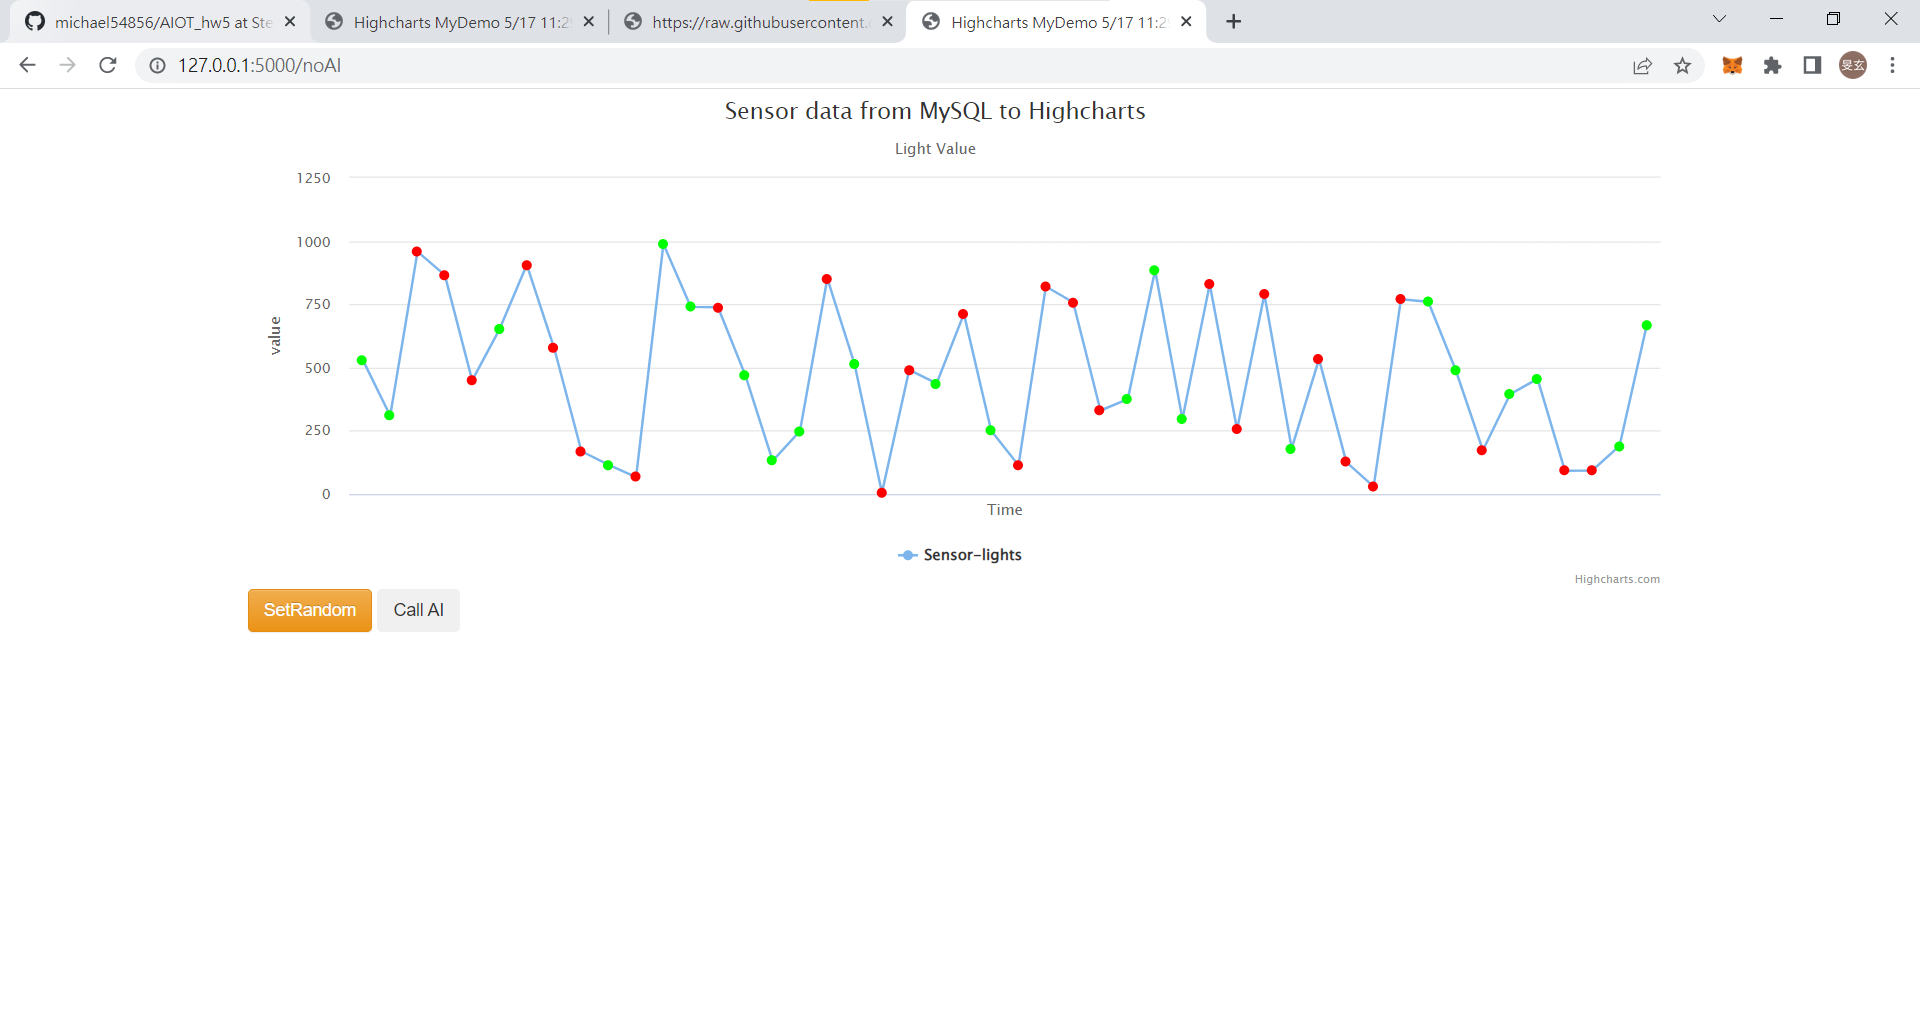 michael54856/AIOT_hw5 at Ste
Highcharts MyDemo 5/17 11:2
https://raw.githubusercontent.
Highcharts MyDemo 5/17 11:2
127.0.0.1:5000/noAI
旻玄
Sensor data from MySQL to Highcharts
Light Value
1250
1000
750
500
250
0
value
Time
Sensor-lights
Highcharts.com
SetRandom
Call AI